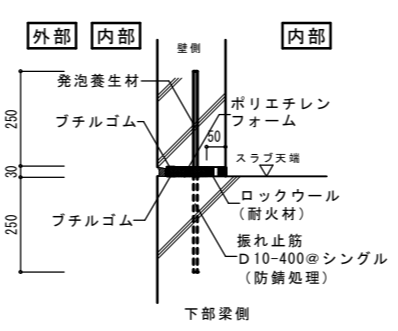 外部
内部
壁側
内部
発泡養生材
ポリエチレン
フォーム
ブチルゴム
250
50
スラブ天端
30
ロックウール
(耐火材)
ブチルゴム
250
振れ止筋
D10-400@シングル
(防錆処理)
下部梁側